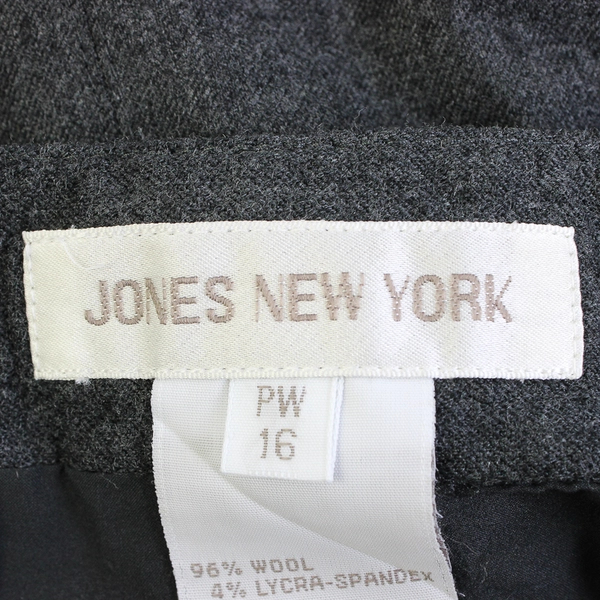 JONES NEW YORK
PW
16
96% WOOL
4% LYCRA-SPANDEX